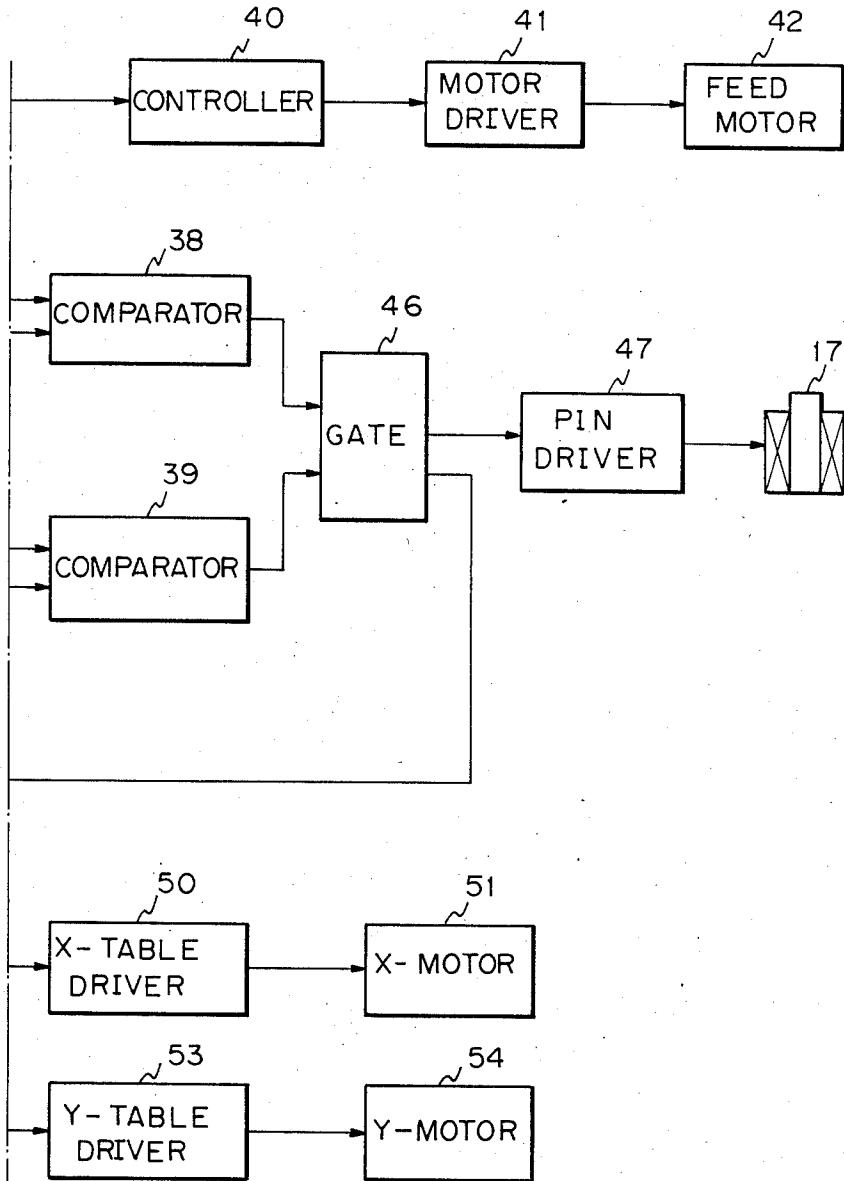 40
41
42
CONTROLLER
MOTOR
DRIVER
FEED
MOTOR
38
COMPARATOR
46
GATE
47
PIN
DRIVER
17
39
COMPARATOR
50
X-TABLE
DRIVER
51
X-MOTOR
53
Y-TABLE
DRIVER
54
Y-MOTOR